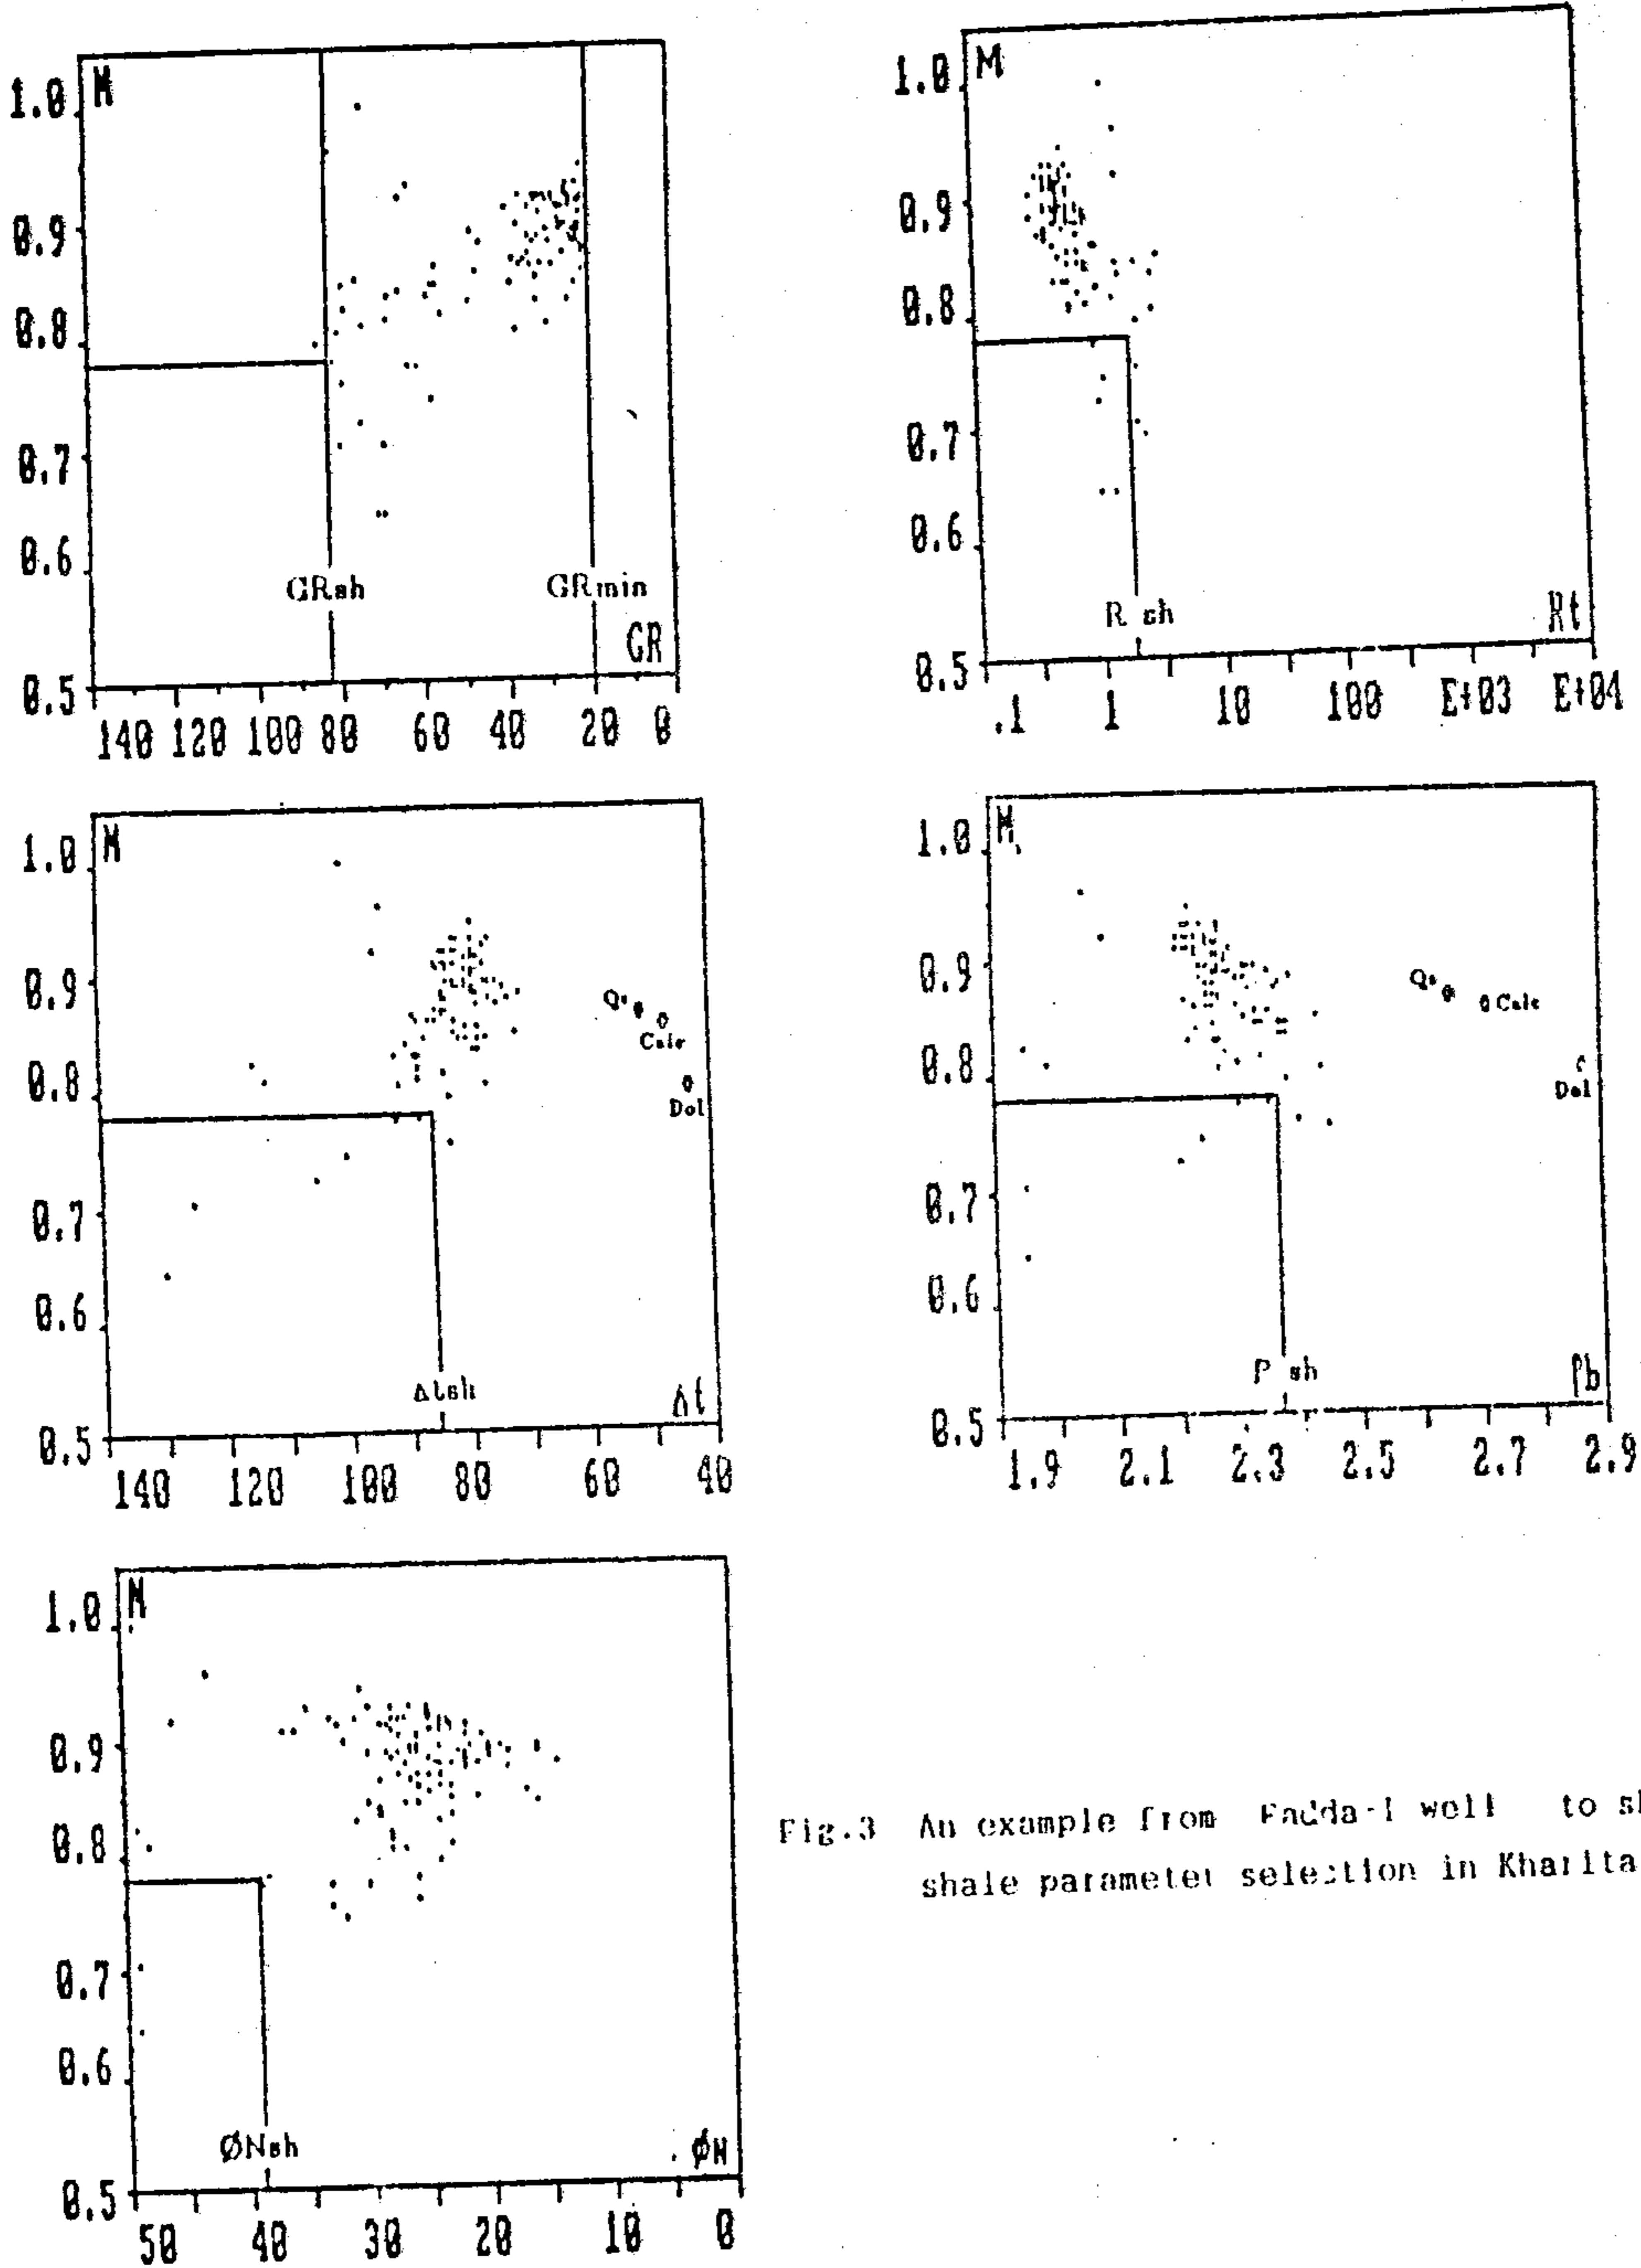 M
1.0
0.9
0.8
0.7
0.6
0.5
GRsh
GRmin
GR
140 120 100 80 60 40 20 0
M
1.0
0.9
0.8
0.7
0.6
0.5
R sh
Rt
.1 1 10 100 E+03 E+04
M
1.0
0.9
0.8
0.7
0.6
0.5
Calc
Dol
Δtsh
Δt
140 120 100 80 60 40
M
1.0
0.9
0.8
0.7
0.6
0.5
Calc
Dol
ρ sh
ρb
1.9 2.1 2.3 2.5 2.7 2.9
M
1.0
0.9
0.8
0.7
0.6
0.5
ØNsh
ØN
50 40 30 20 10 0
Fig.3 An example from Fadda-1 well to
shale parameter selection in Kharita